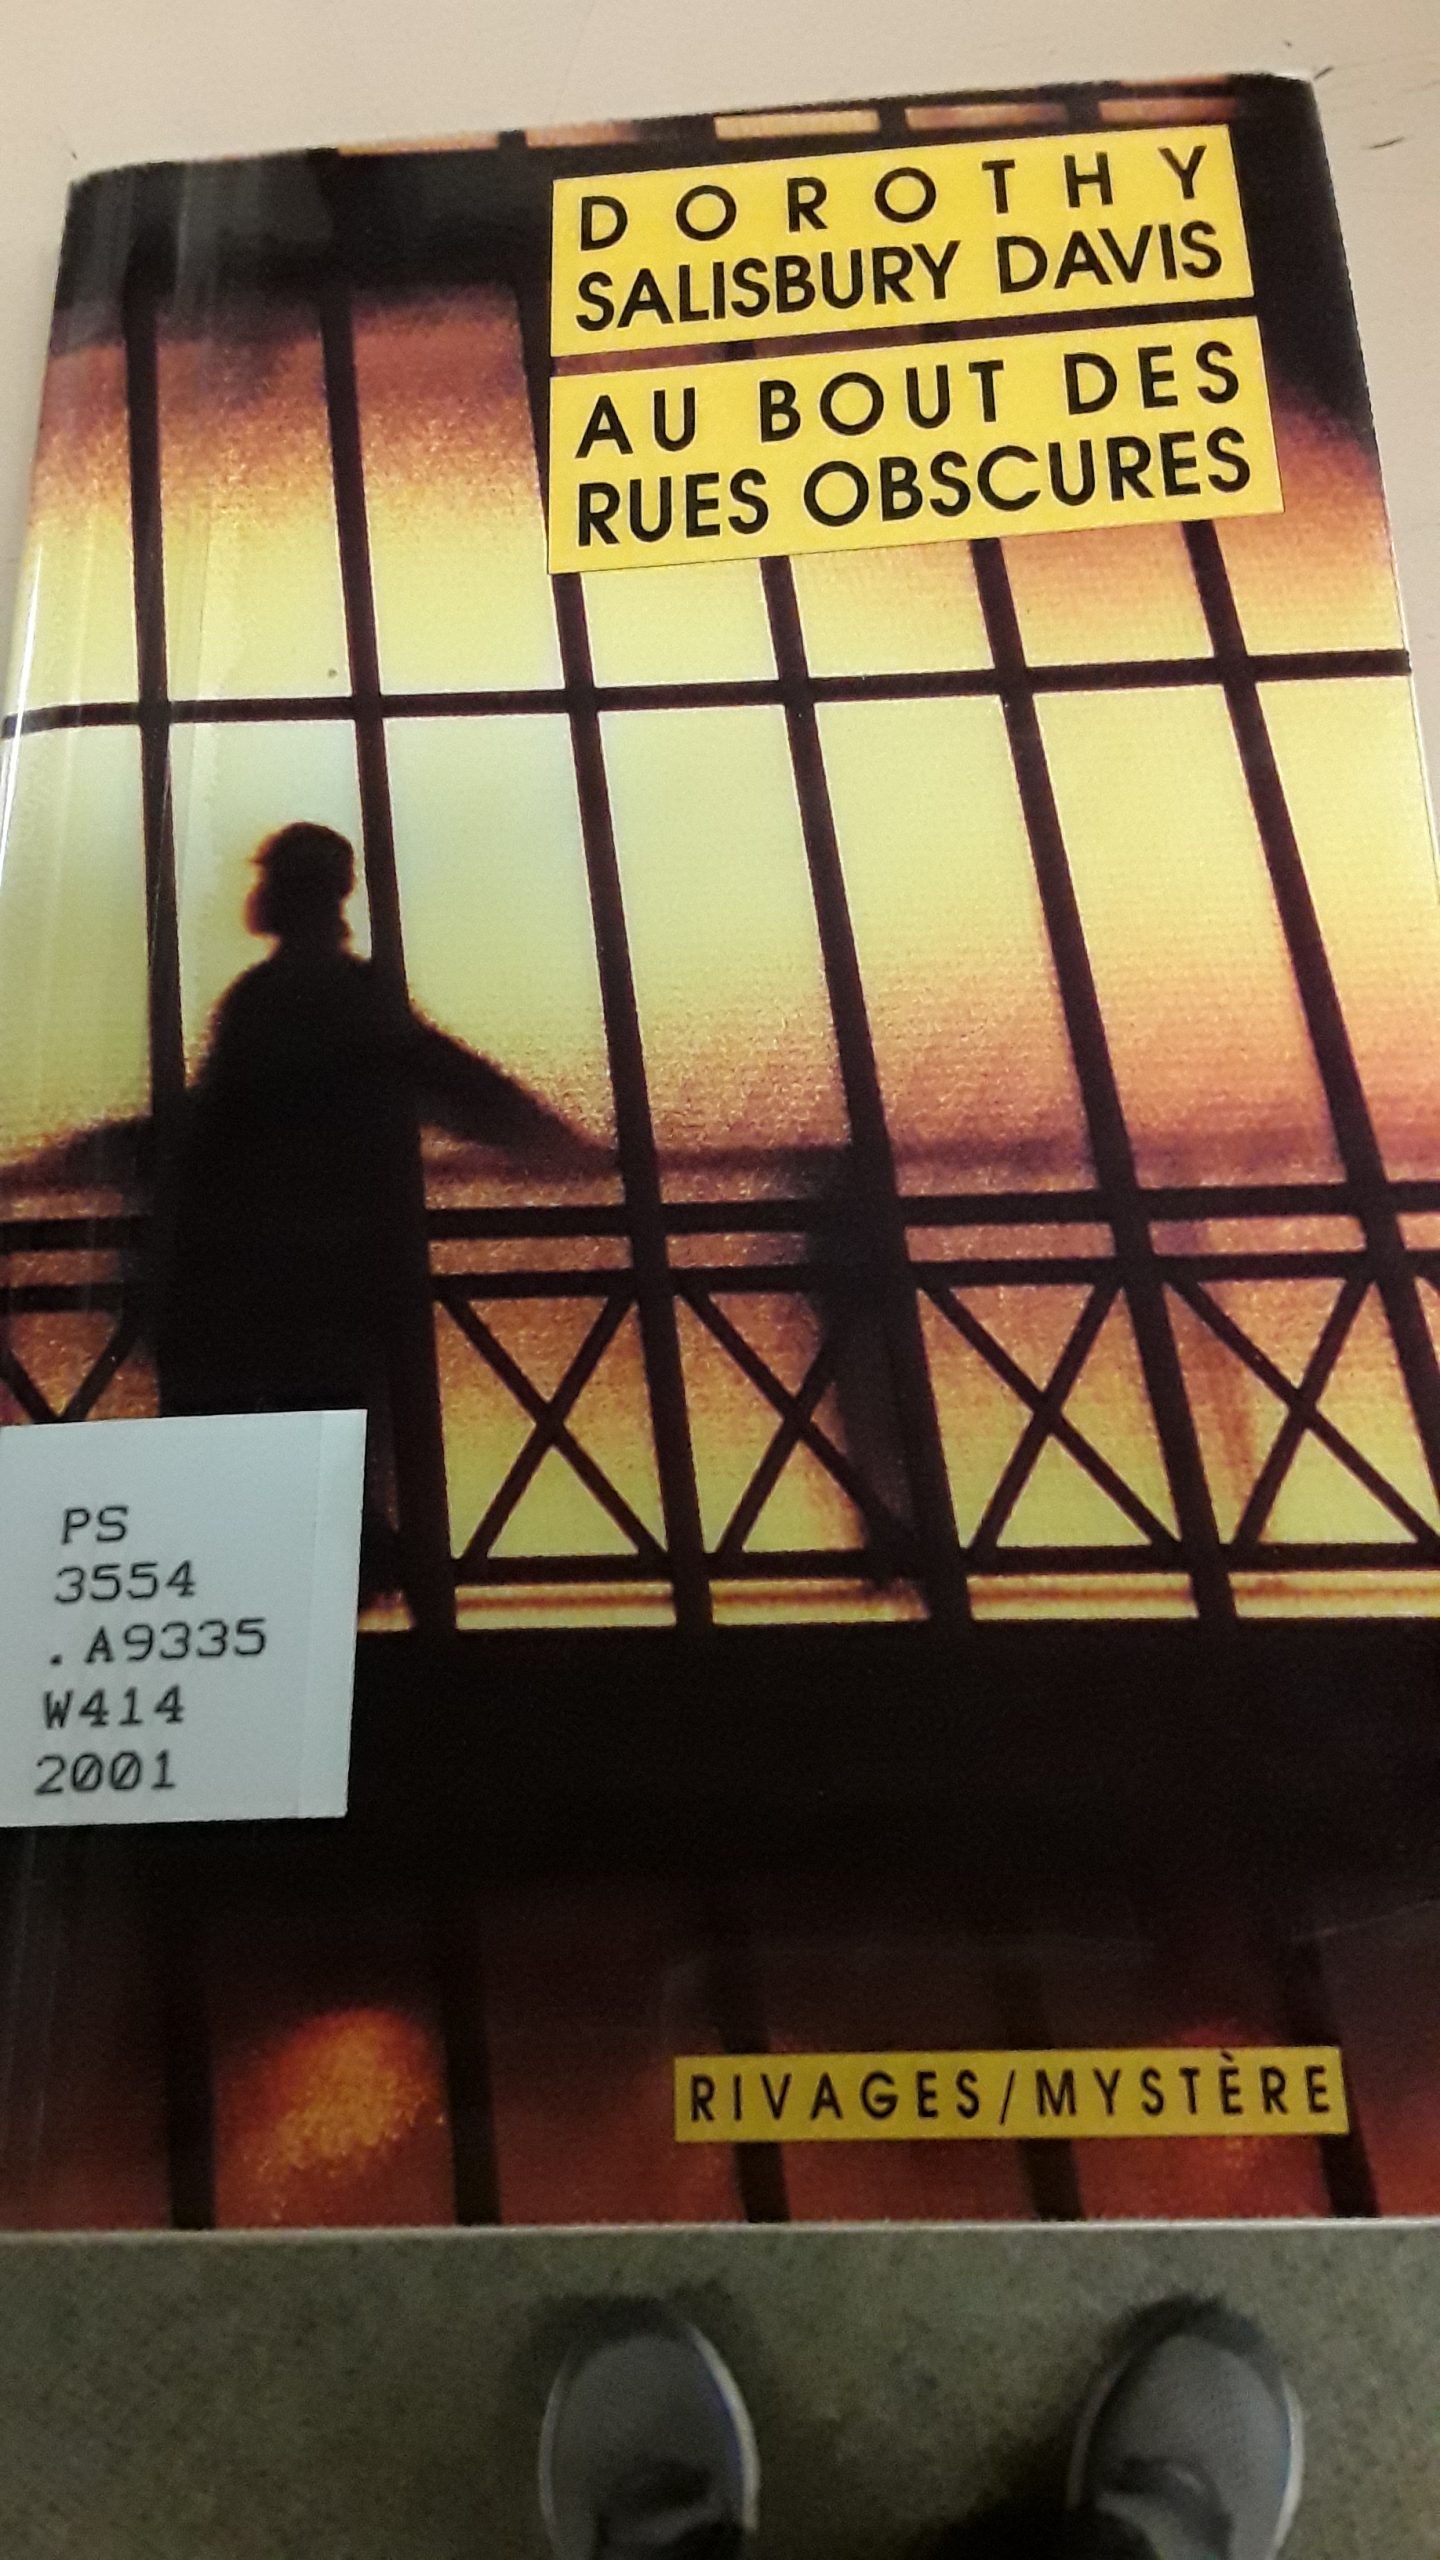 DOROTHY
SALISBURY DAVIS
AU BOUT DES
RUES OBSCURES
PS
3554
.A9335
W414
2001
RIVAGES/MYSTÈRE